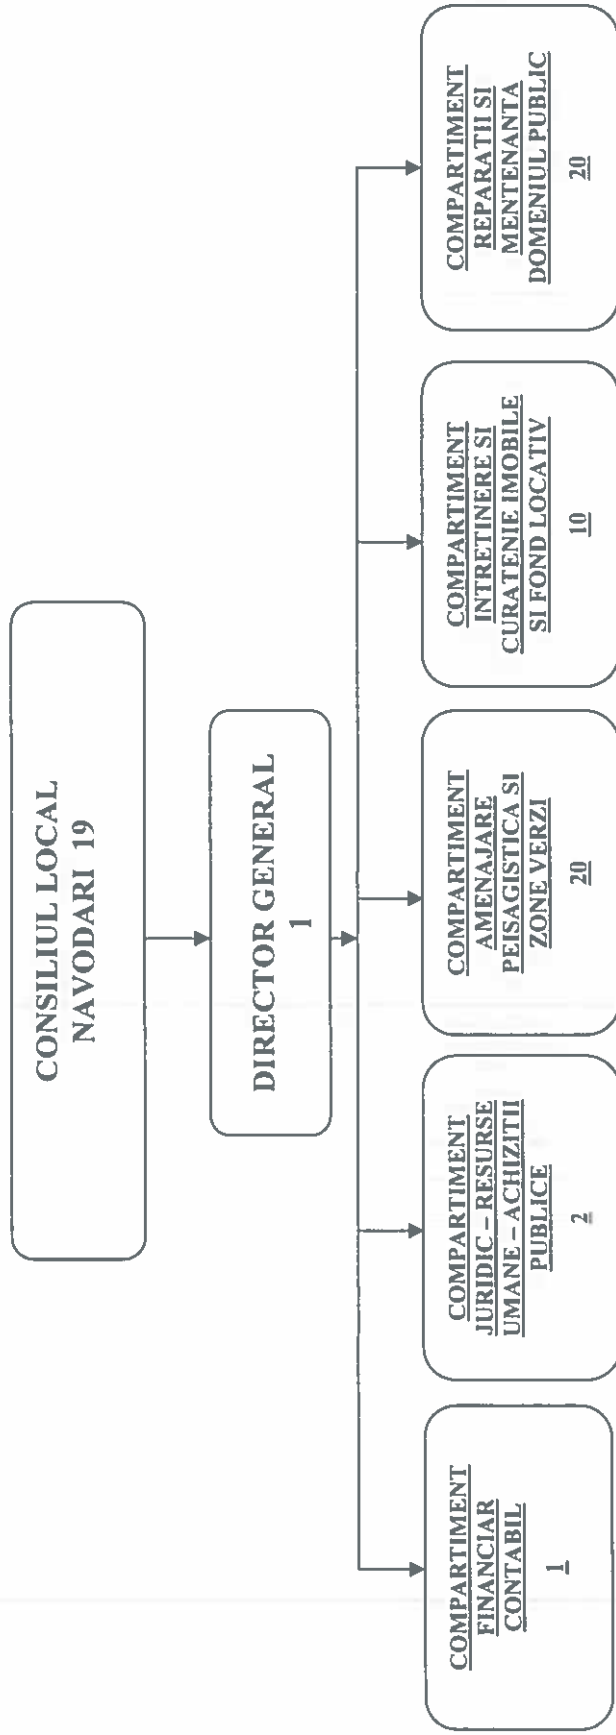 CONSILIUL LOCAL
NAVODARI 19
DIRECTOR GENERAL
1
COMPARTIMENT
FINANCIAR
CONTABIL
1
COMPARTIMENT
JURIDIC – RESURSE
UMANE – ACHIZITII
PUBLICE
2
COMPARTIMENT
AMENAJARE
PEISAGISTICA SI
ZONE VERZI
20
COMPARTIMENT
INTRETINERE SI
CURATENIE IMOBILE
SI FOND LOCATIV
10
COMPARTIMENT
REPARATII SI
MENTENANTA
DOMENIUL PUBLIC
20